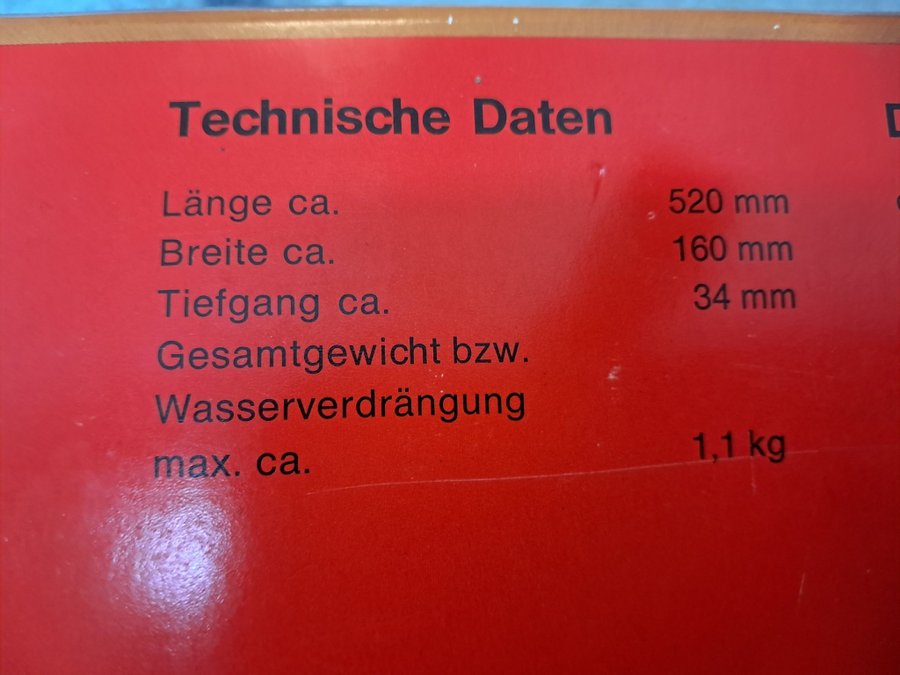 Technische Daten
Länge ca. 520 mm
Breite ca. 160 mm
Tiefgang ca. 34 mm
Gesamtgewicht bzw.
Wasserverdrängung
max. ca. 1,1 kg